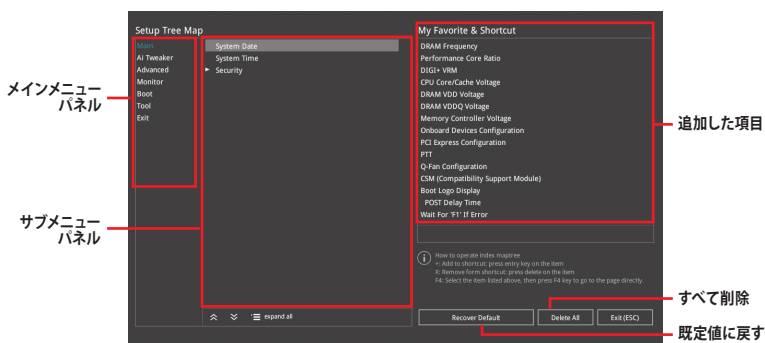 Setup Tree Map
Main
Ai Tweaker
Advanced
Monitor
Boot
Tool
Exit
System Date
System Time
Security
expand all
My Favorite & Shortcut
DRAM Frequency
Performance Core Ratio
DIGI+ VRM
CPU Core/Cache Voltage
DRAM VDD Voltage
DRAM VDDQ Voltage
Memory Controller Voltage
Onboard Devices Configuration
PCI Express Configuration
PTT
Q-Fan Configuration
CSM (Compatibility Support Module)
Boot Logo Display
POST Delay Time
Wait For 'F1' If Error
How to operate index maptree
+: Add to shortcut: press entry key on the item
X: Remove form shortcut: press delete on the item
F4: Select the item listed above, then press F4 key to go to the page directly.
Recover Default
Delete All
Exit (ESC)
メインメニュー
パネル
サブメニュー
パネル
追加した項目
すべて削除
既定値に戻す